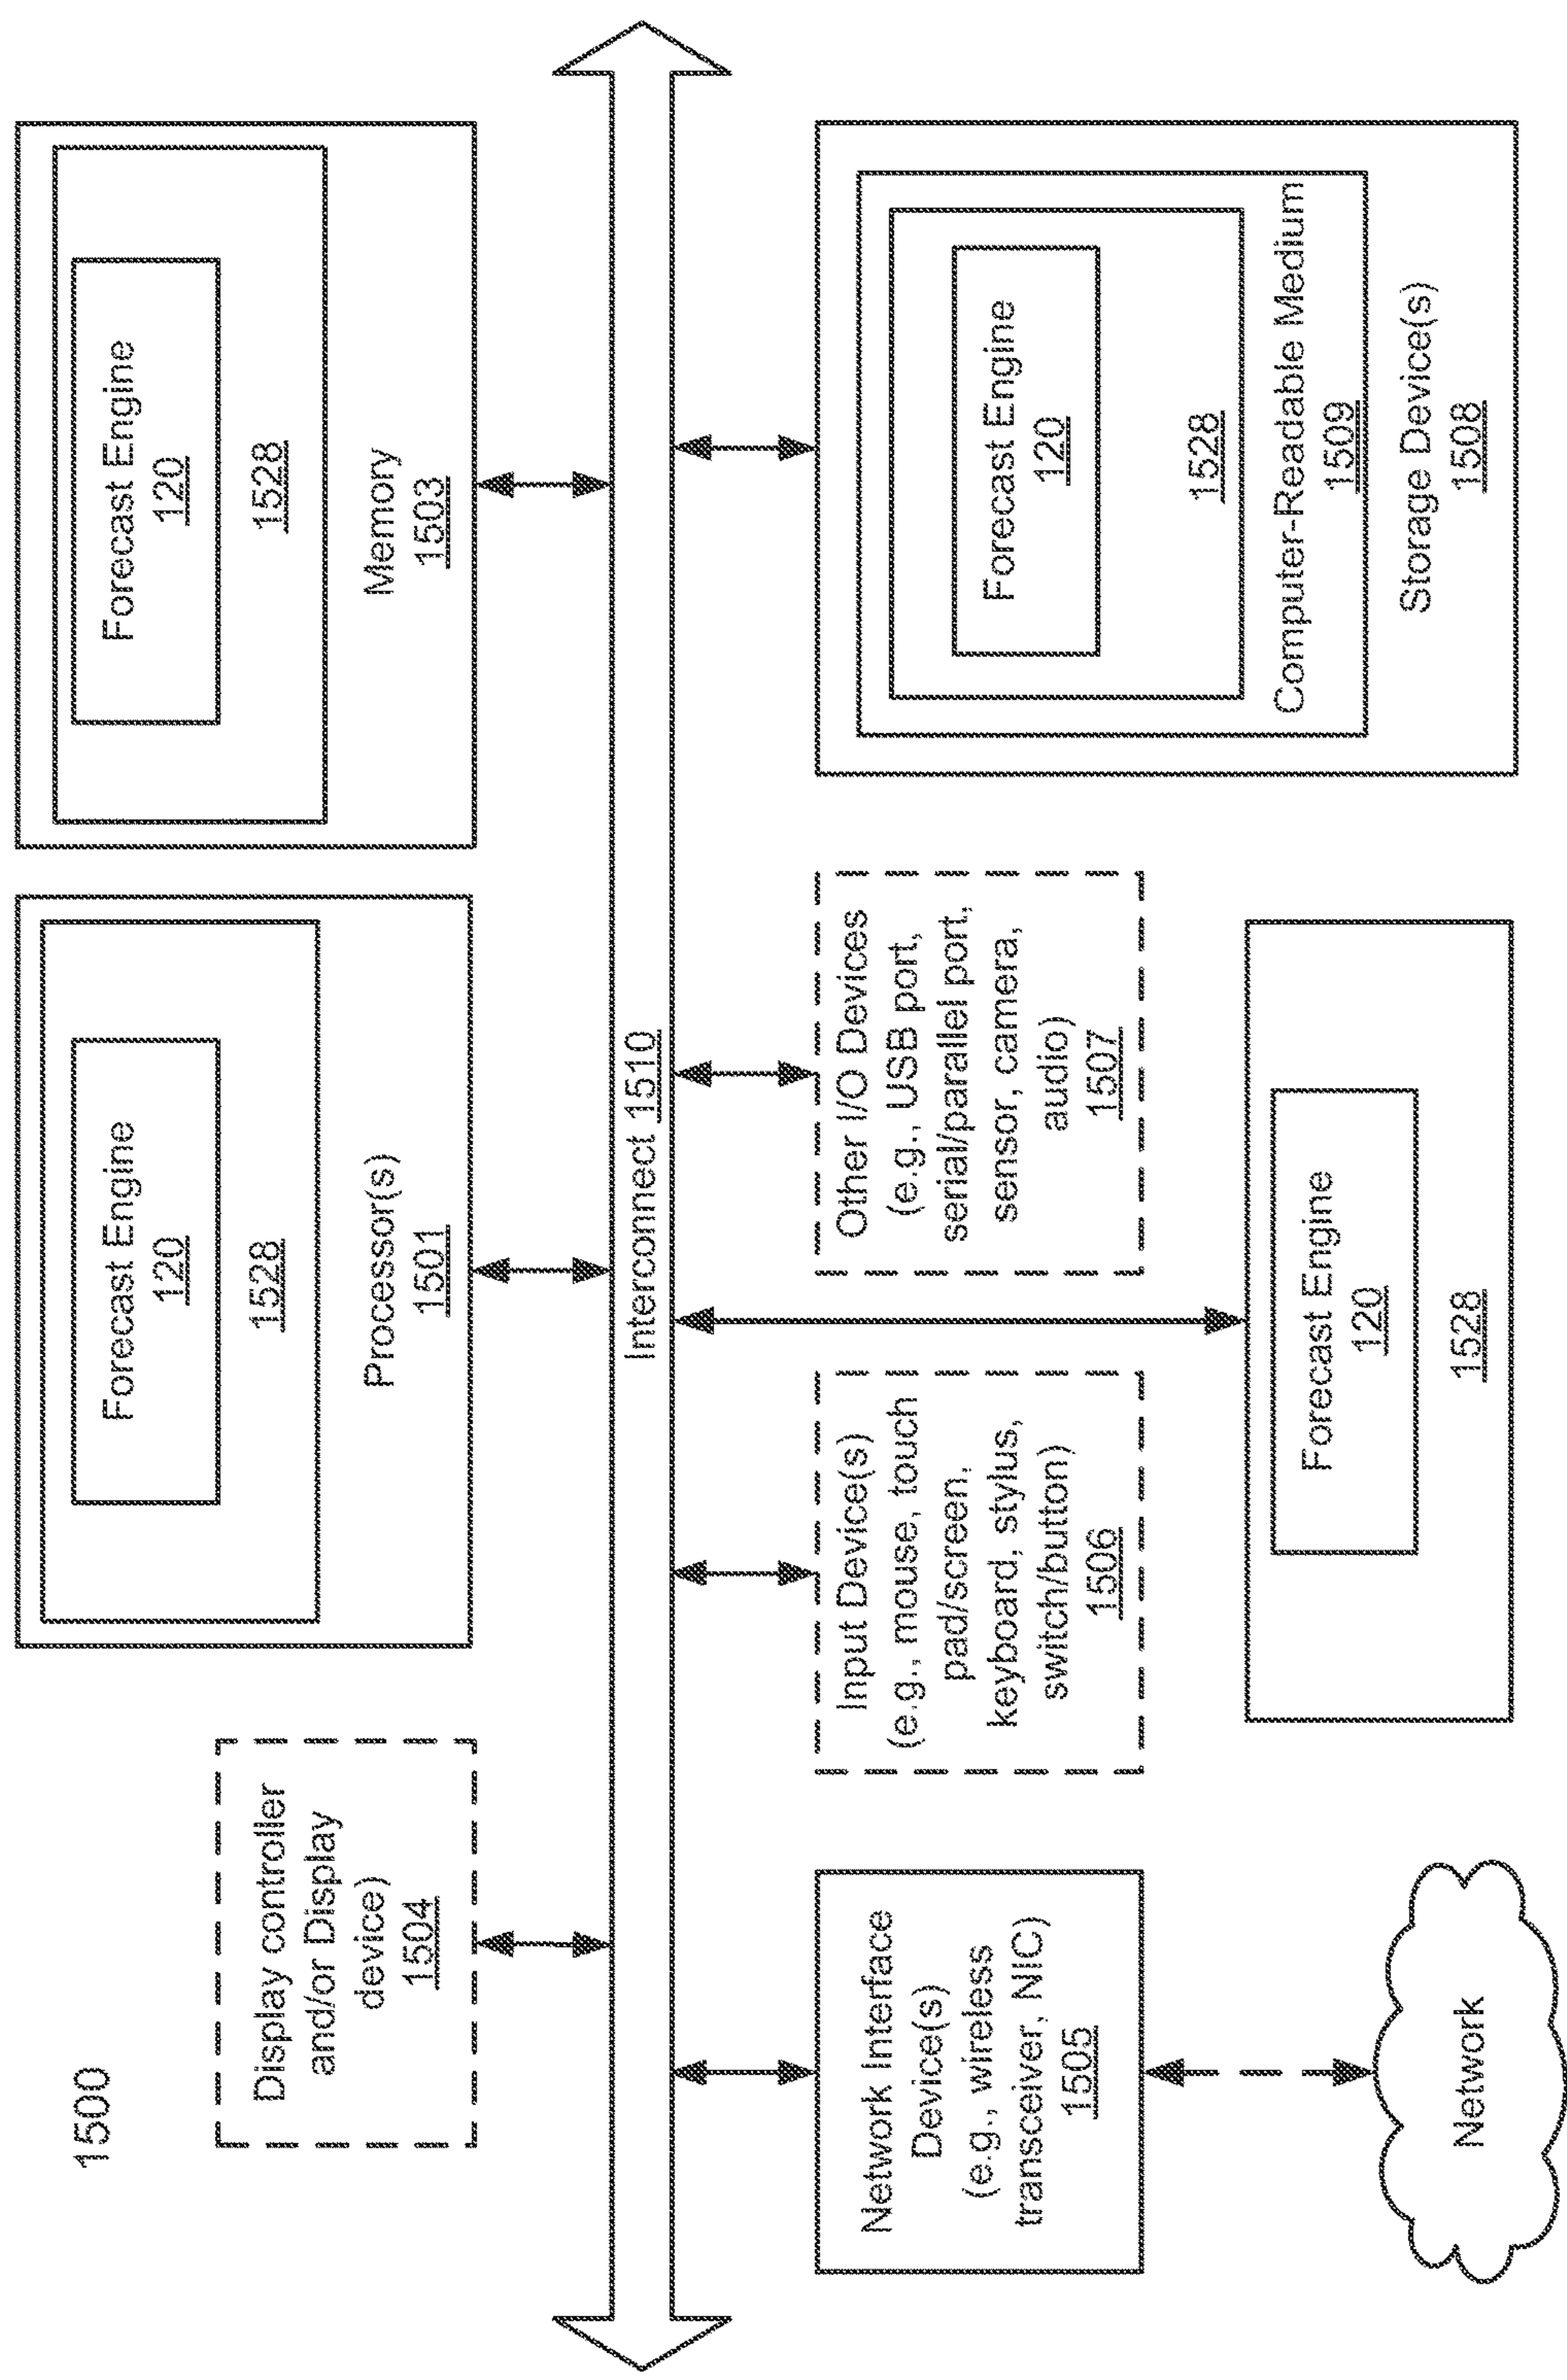 1500
Display controller
and/or Display
device)
1504
Forecast Engine
120
1528
Processor(s)
1501
Forecast Engine
120
1528
Memory
1503
Interconnect 1510
Network Interface
Device(s)
(e.g., wireless
transceiver, NIC)
1505
Input Device(s)
(e.g., mouse, touch
pad/screen,
keyboard, stylus,
switch/button)
1506
Other I/O Devices
(e.g., USB port,
serial/parallel port,
sensor, camera,
audio)
1507
Forecast Engine
120
1528
Computer-Readable Medium
1509
Storage Device(s)
1508
Network
Forecast Engine
120
1528